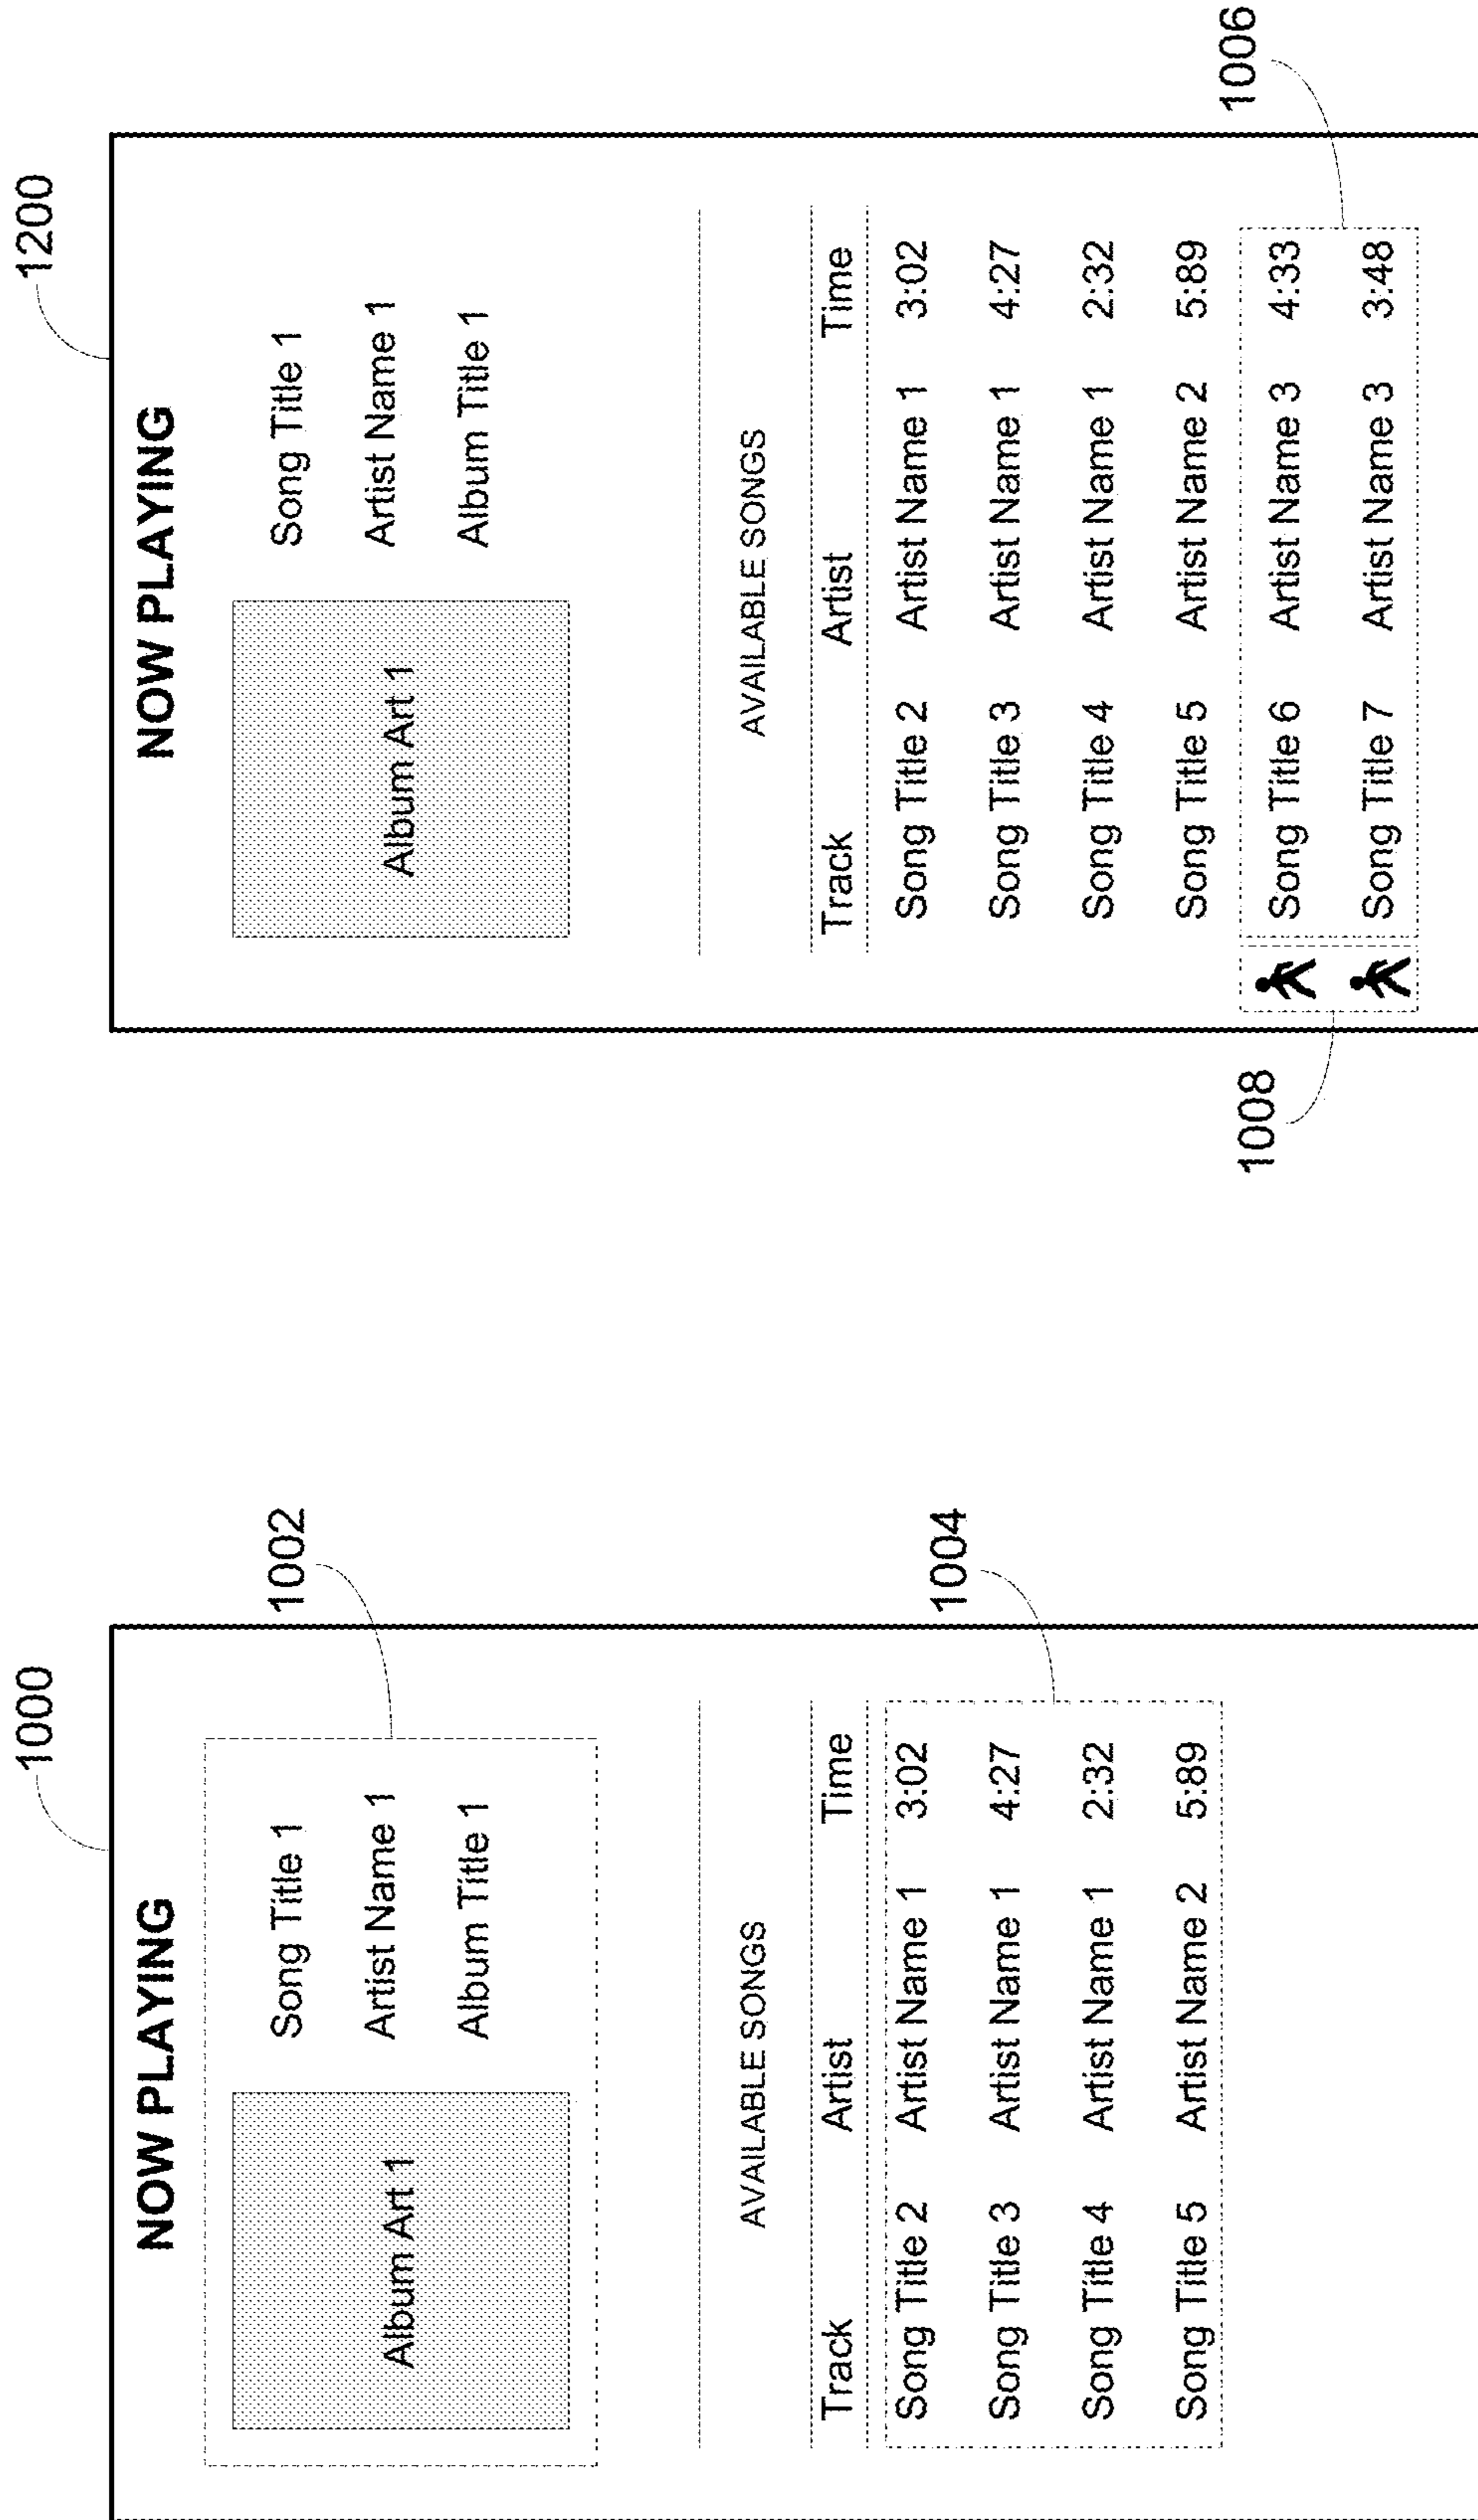 1000
NOW PLAYING
Album Art 1
Song Title 1
Artist Name 1
Album Title 1
1002
AVAILABLE SONGS
Track Artist Time
Song Title 2 Artist Name 1 3:02
Song Title 3 Artist Name 1 4:27
Song Title 4 Artist Name 1 2:32
Song Title 5 Artist Name 2 5:89
1004
1200
NOW PLAYING
Album Art 1
Song Title 1
Artist Name 1
Album Title 1
AVAILABLE SONGS
Track Artist Time
Song Title 2 Artist Name 1 3:02
Song Title 3 Artist Name 1 4:27
Song Title 4 Artist Name 1 2:32
Song Title 5 Artist Name 2 5:89
Song Title 6 Artist Name 3 4:33
Song Title 7 Artist Name 3 3:48
1008
1006